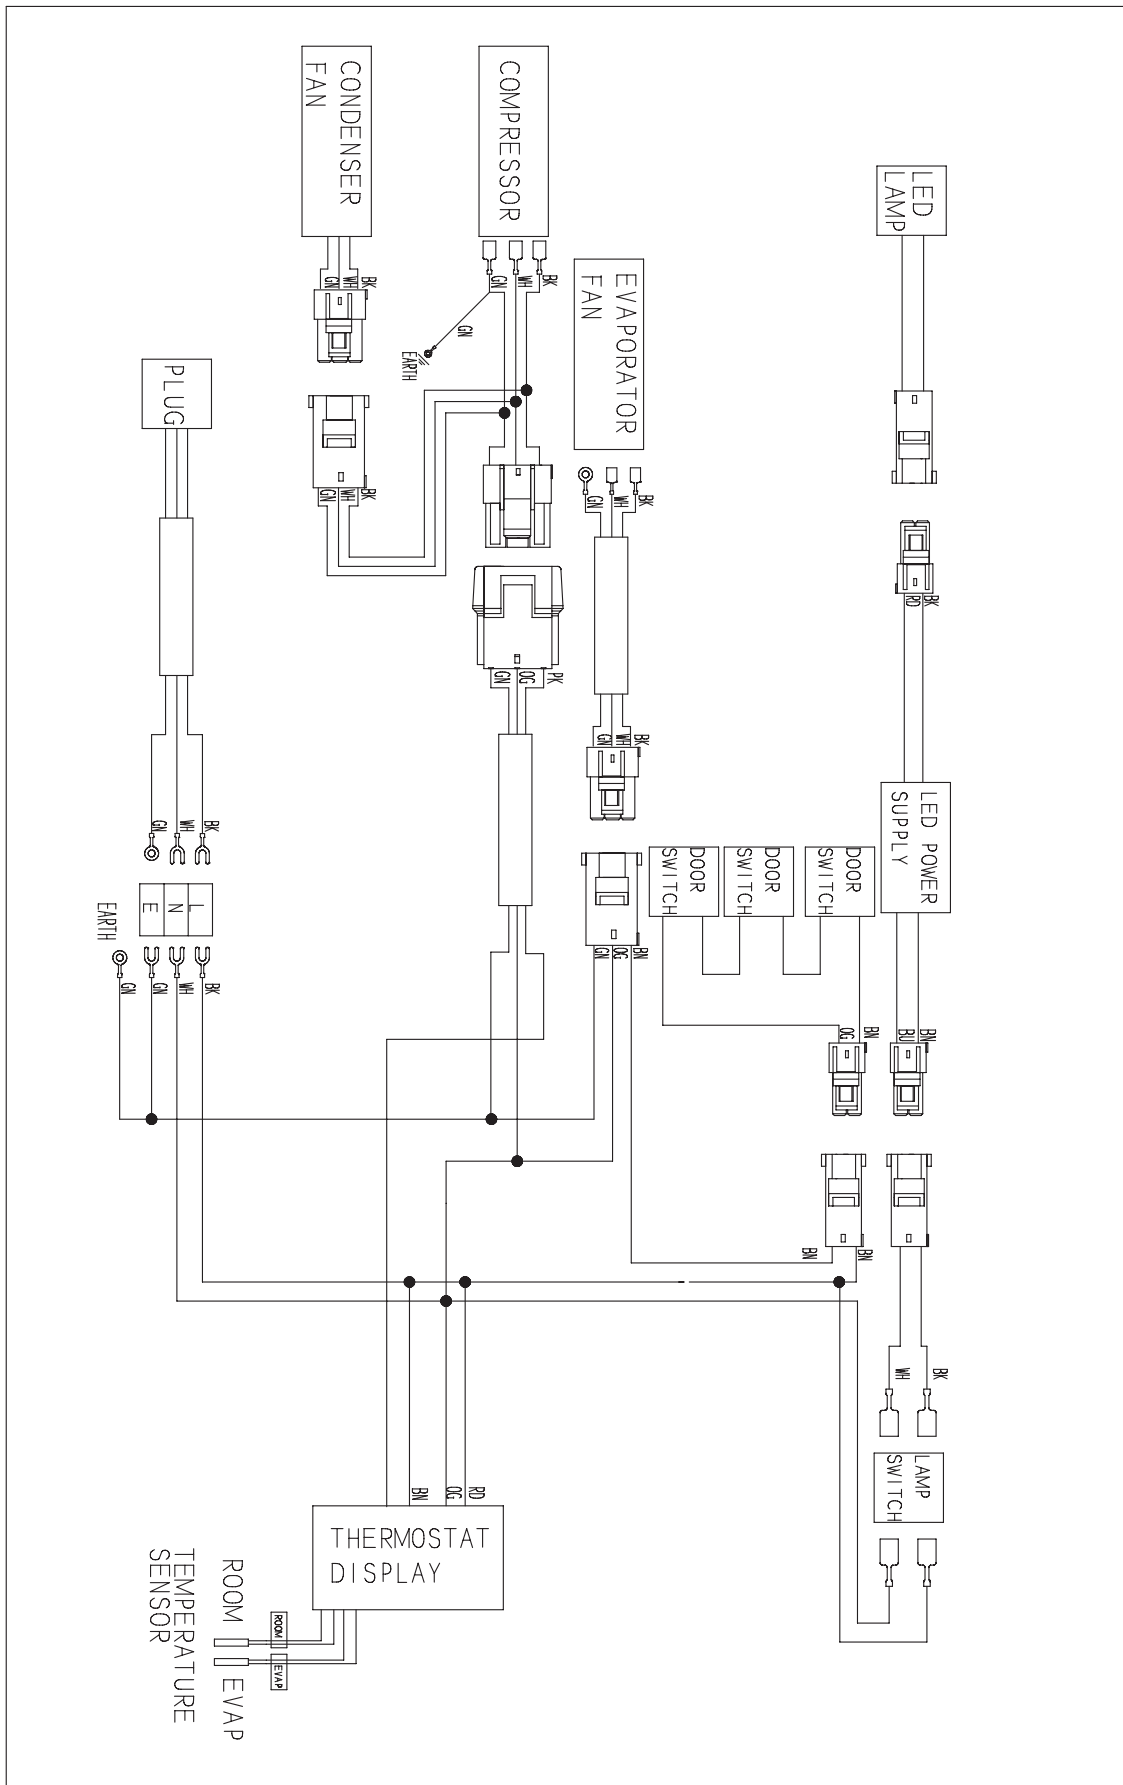 CONDENSER
FAN
COMPRESSOR
LED
LAMP
EVAPORATOR
FAN
PLUG
BK
WH
GN
BK
WH
GN
GN
EARTH
BK
WH
GN
BK
WH
GN
BK
RD
PK
OG
GN
BK
WH
GN
LED POWER
SUPPLY
DOOR
SWITCH
DOOR
SWITCH
DOOR
SWITCH
BK
WH
GN
L
N
E
EARTH
BN
OG
GN
BK
WH
GN
GN
BN
OG
BN
BU
BN
BN
BK
WH
LAMP
SWITCH
RD
OG
BN
THERMOSTAT
DISPLAY
ROOM
EVAP
ROOM
EVAP
TEMPERATURE
SENSOR